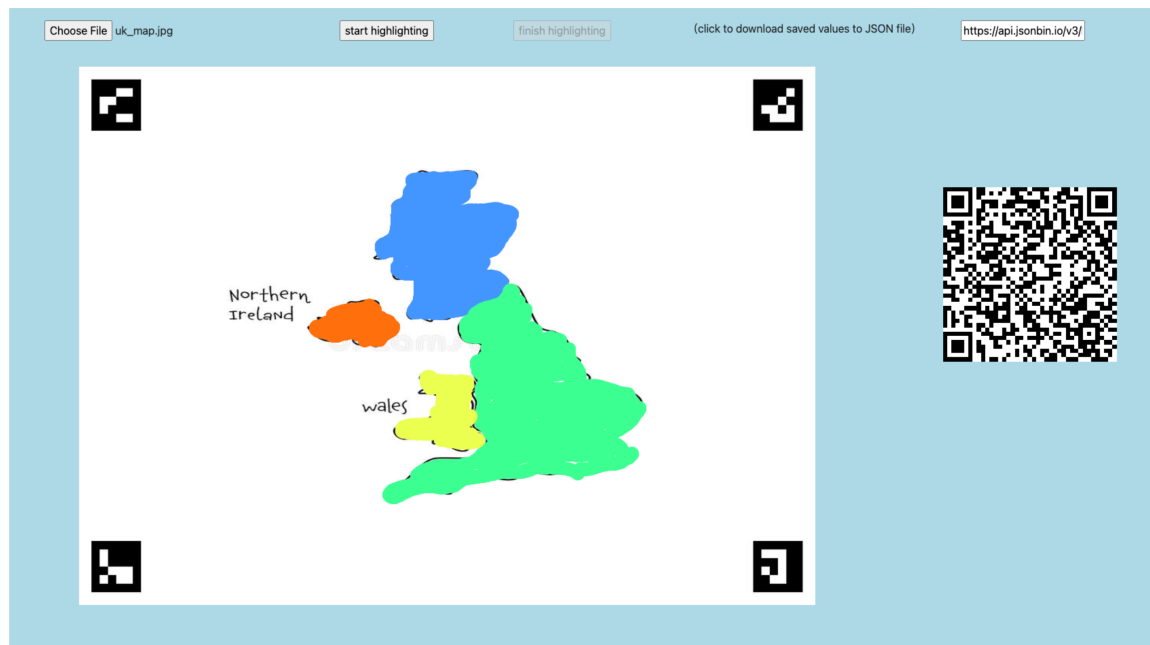 Choose File uk_map.jpg
start highlighting
finish highlighting
(click to download saved values to JSON file)
https://api.jsonbin.io/v3/
Northern
Ireland
wales